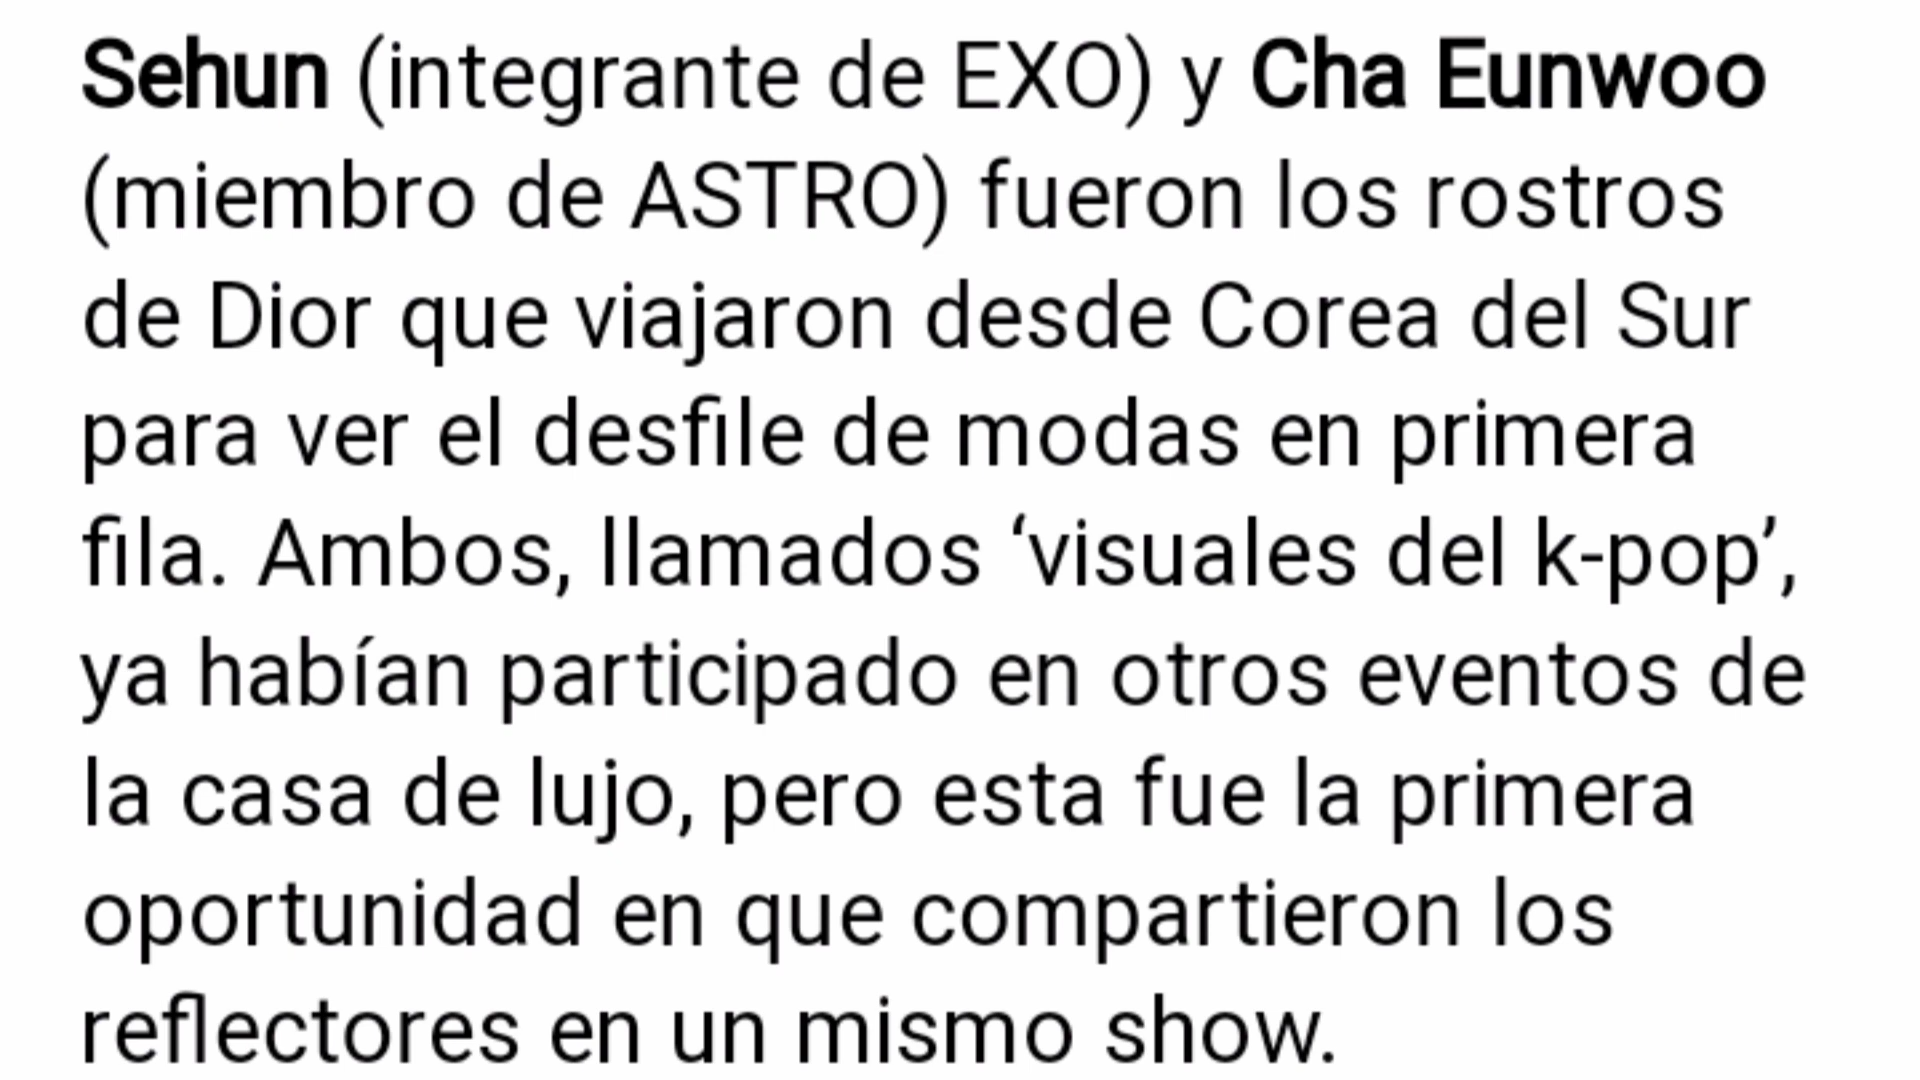 Sehun (integrante de EXO) y Cha Eunwoo
(miembro de ASTRO) fueron los rostros
de Dior que viajaron desde Corea del Sur
para ver el desfile de modas en primera
fila. Ambos, llamados ‘visuales del k-pop’,
ya habían participado en otros eventos de
la casa de lujo, pero esta fue la primera
oportunidad en que compartieron los
reflectores en un mismo show.